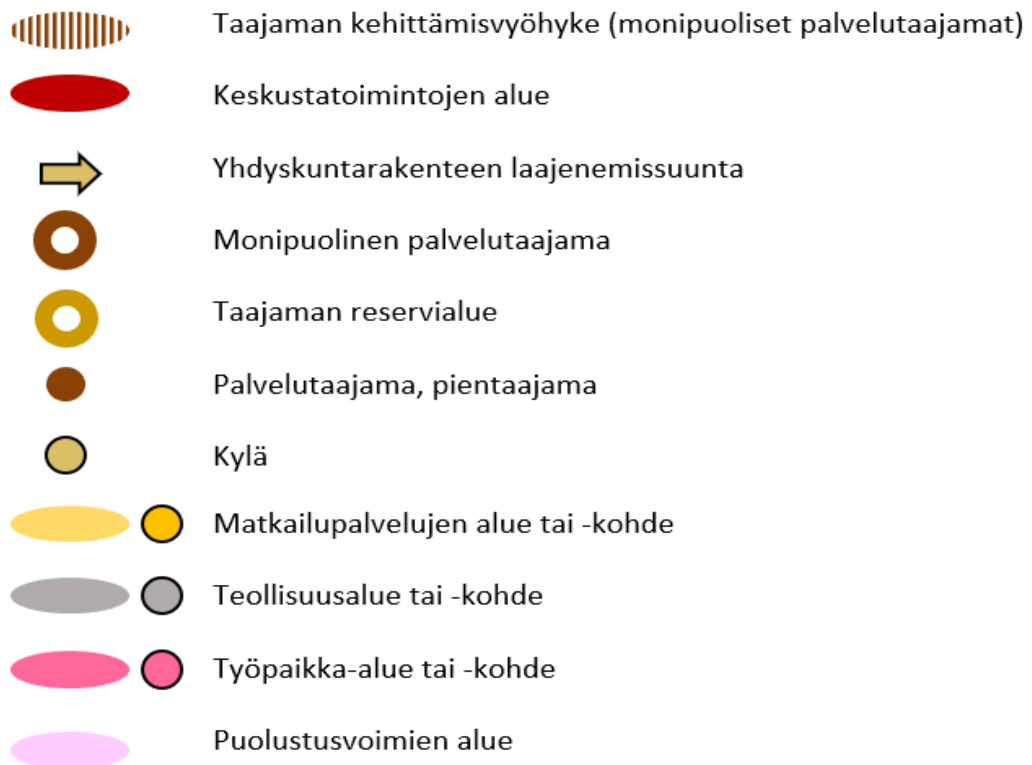 Taajaman kehittämisvyöhyke (monipuoliset palvelutaajamat)
Keskustatoimintojen alue
Yhdyskuntarakenteen laajenemissuunta
Monipuolinen palvelutaajama
Taajaman reservialue
Palvelutaajama, pientaajama
Kylä
Matkailupalvelujen alue tai -kohde
Teollisuusalue tai -kohde
Työpaikka-alue tai -kohde
Puolustusvoimien alue